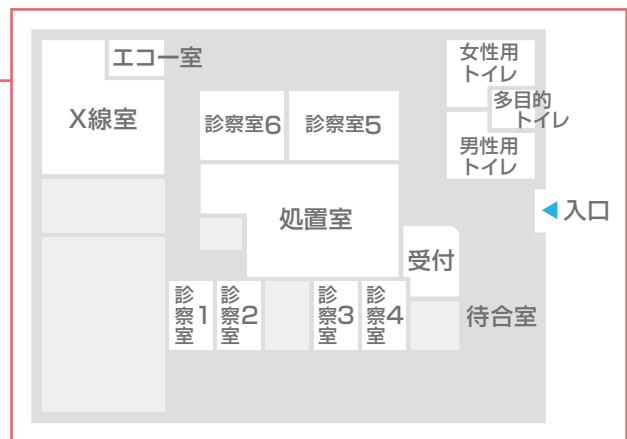 エコー室
女性用
トイレ
X線室
診察室6
診察室5
多目的
トイレ
男性用
トイレ
処置室
入口
受付
診察室1
診察室2
診察室3
診察室4
待合室